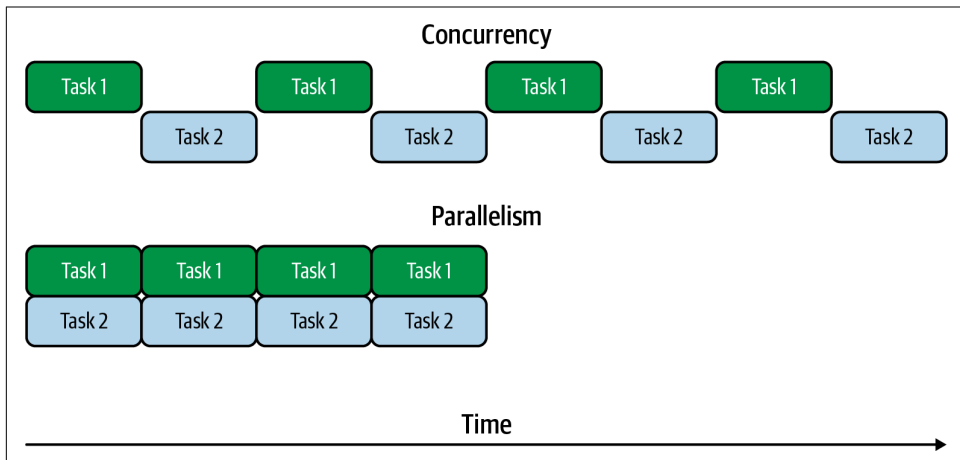 Concurrency
Task 1 Task 1 Task 1 Task 1
Task 2 Task 2 Task 2 Task 2
Parallelism
Task 1 Task 1 Task 1 Task 1
Task 2 Task 2 Task 2 Task 2
Time